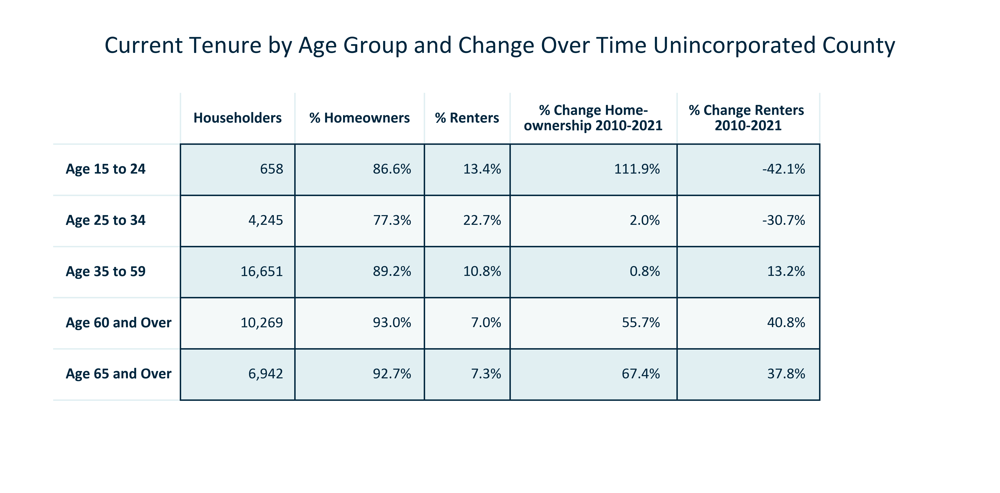 Current Tenure by Age Group and Change Over Time Unincorporated County
Householders % Homeowners % Renters % Change Home-
ownership 2010-2021 % Change Renters
2010-2021
Age 15 to 24 658 86.6% 13.4% 111.9% -42.1%
Age 25 to 34 4,245 77.3% 22.7% 2.0% -30.7%
Age 35 to 59 16,651 89.2% 10.8% 0.8% 13.2%
Age 60 and Over 10,269 93.0% 7.0% 55.7% 40.8%
Age 65 and Over 6,942 92.7% 7.3% 67.4% 37.8%